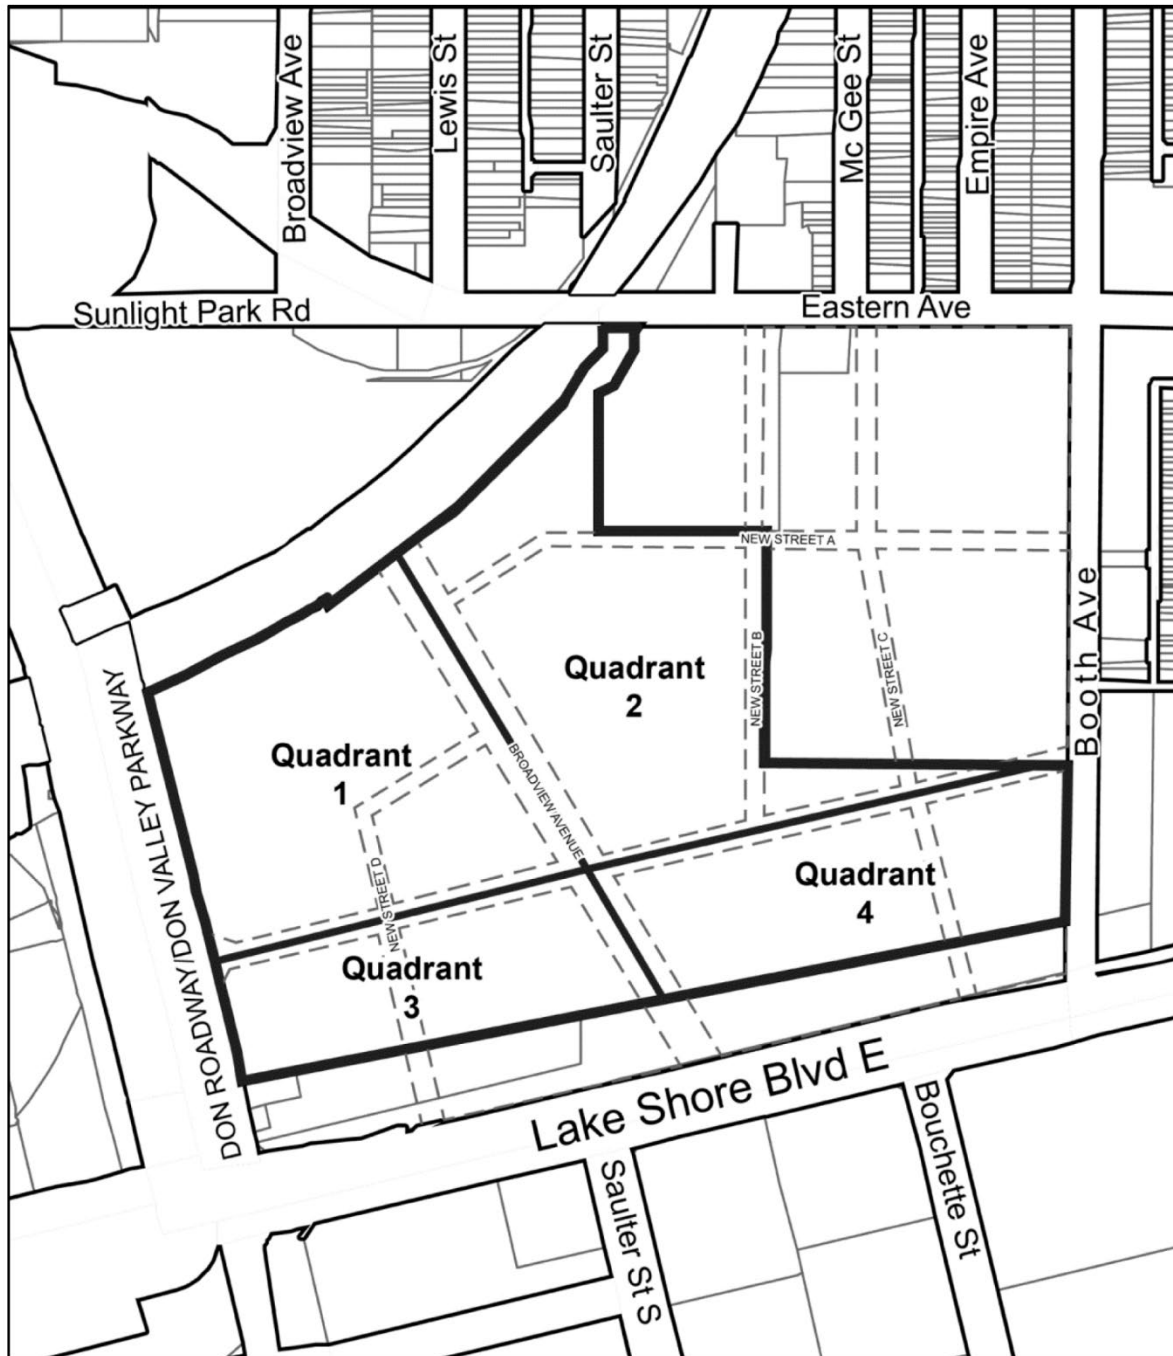 Broadview Ave
Lewis St
Saulter St
Mc Gee St
Empire Ave
Sunlight Park Rd
Eastern Ave
NEW STREET A
NEW STREET B
NEW STREET C
Booth Ave
Quadrant
2
Quadrant
1
BROADVIEW AVENUE
NEW STREET D
Quadrant
4
Quadrant
3
DON ROADWAY/DON VALLEY PARKWAY
Lake Shore Blvd E
Saulter St S
Bouchette St